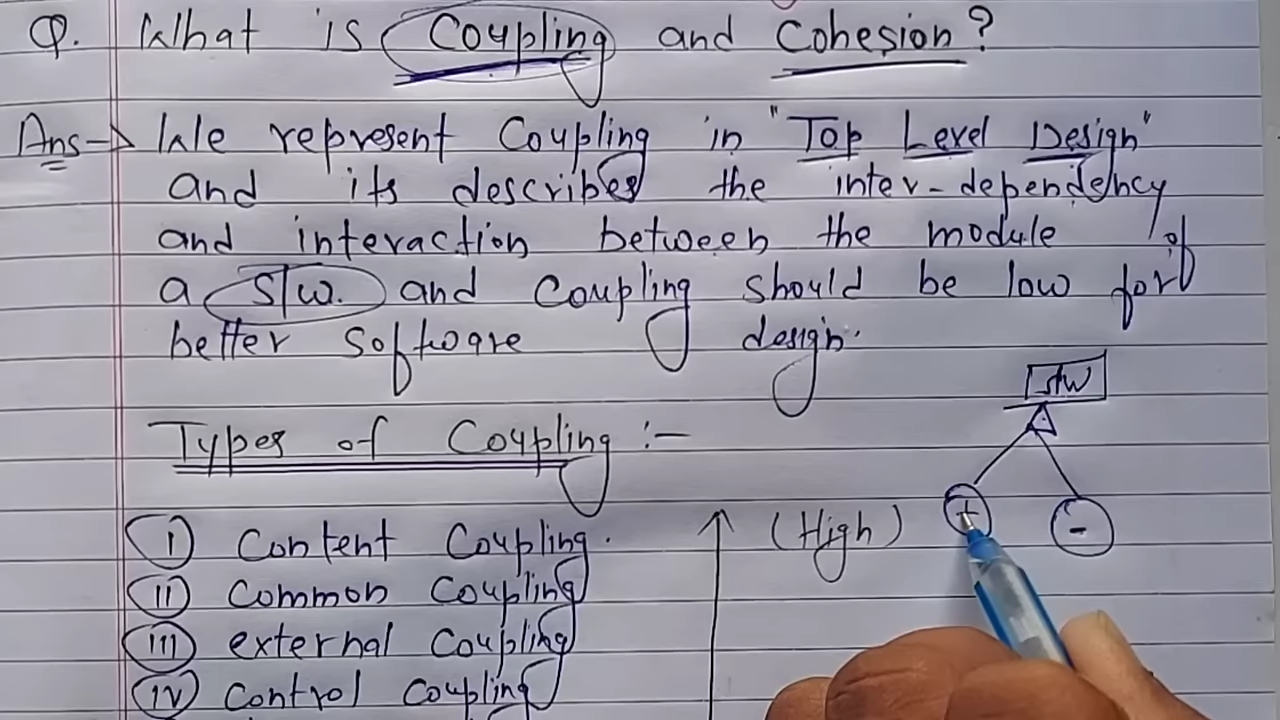 Q. What is Coupling and Cohesion?
Ans→ We represent Coupling in "Top Level Design"
and its describes the inter-dependency
and interaction between the module of
a S/w. and Coupling should be low for
better Software design.
S/w
Types of Coupling :-
+ -
(i) Content Coupling. (High)
(ii) Common Coupling
(iii) external Coupling
(iv) Control Coupling